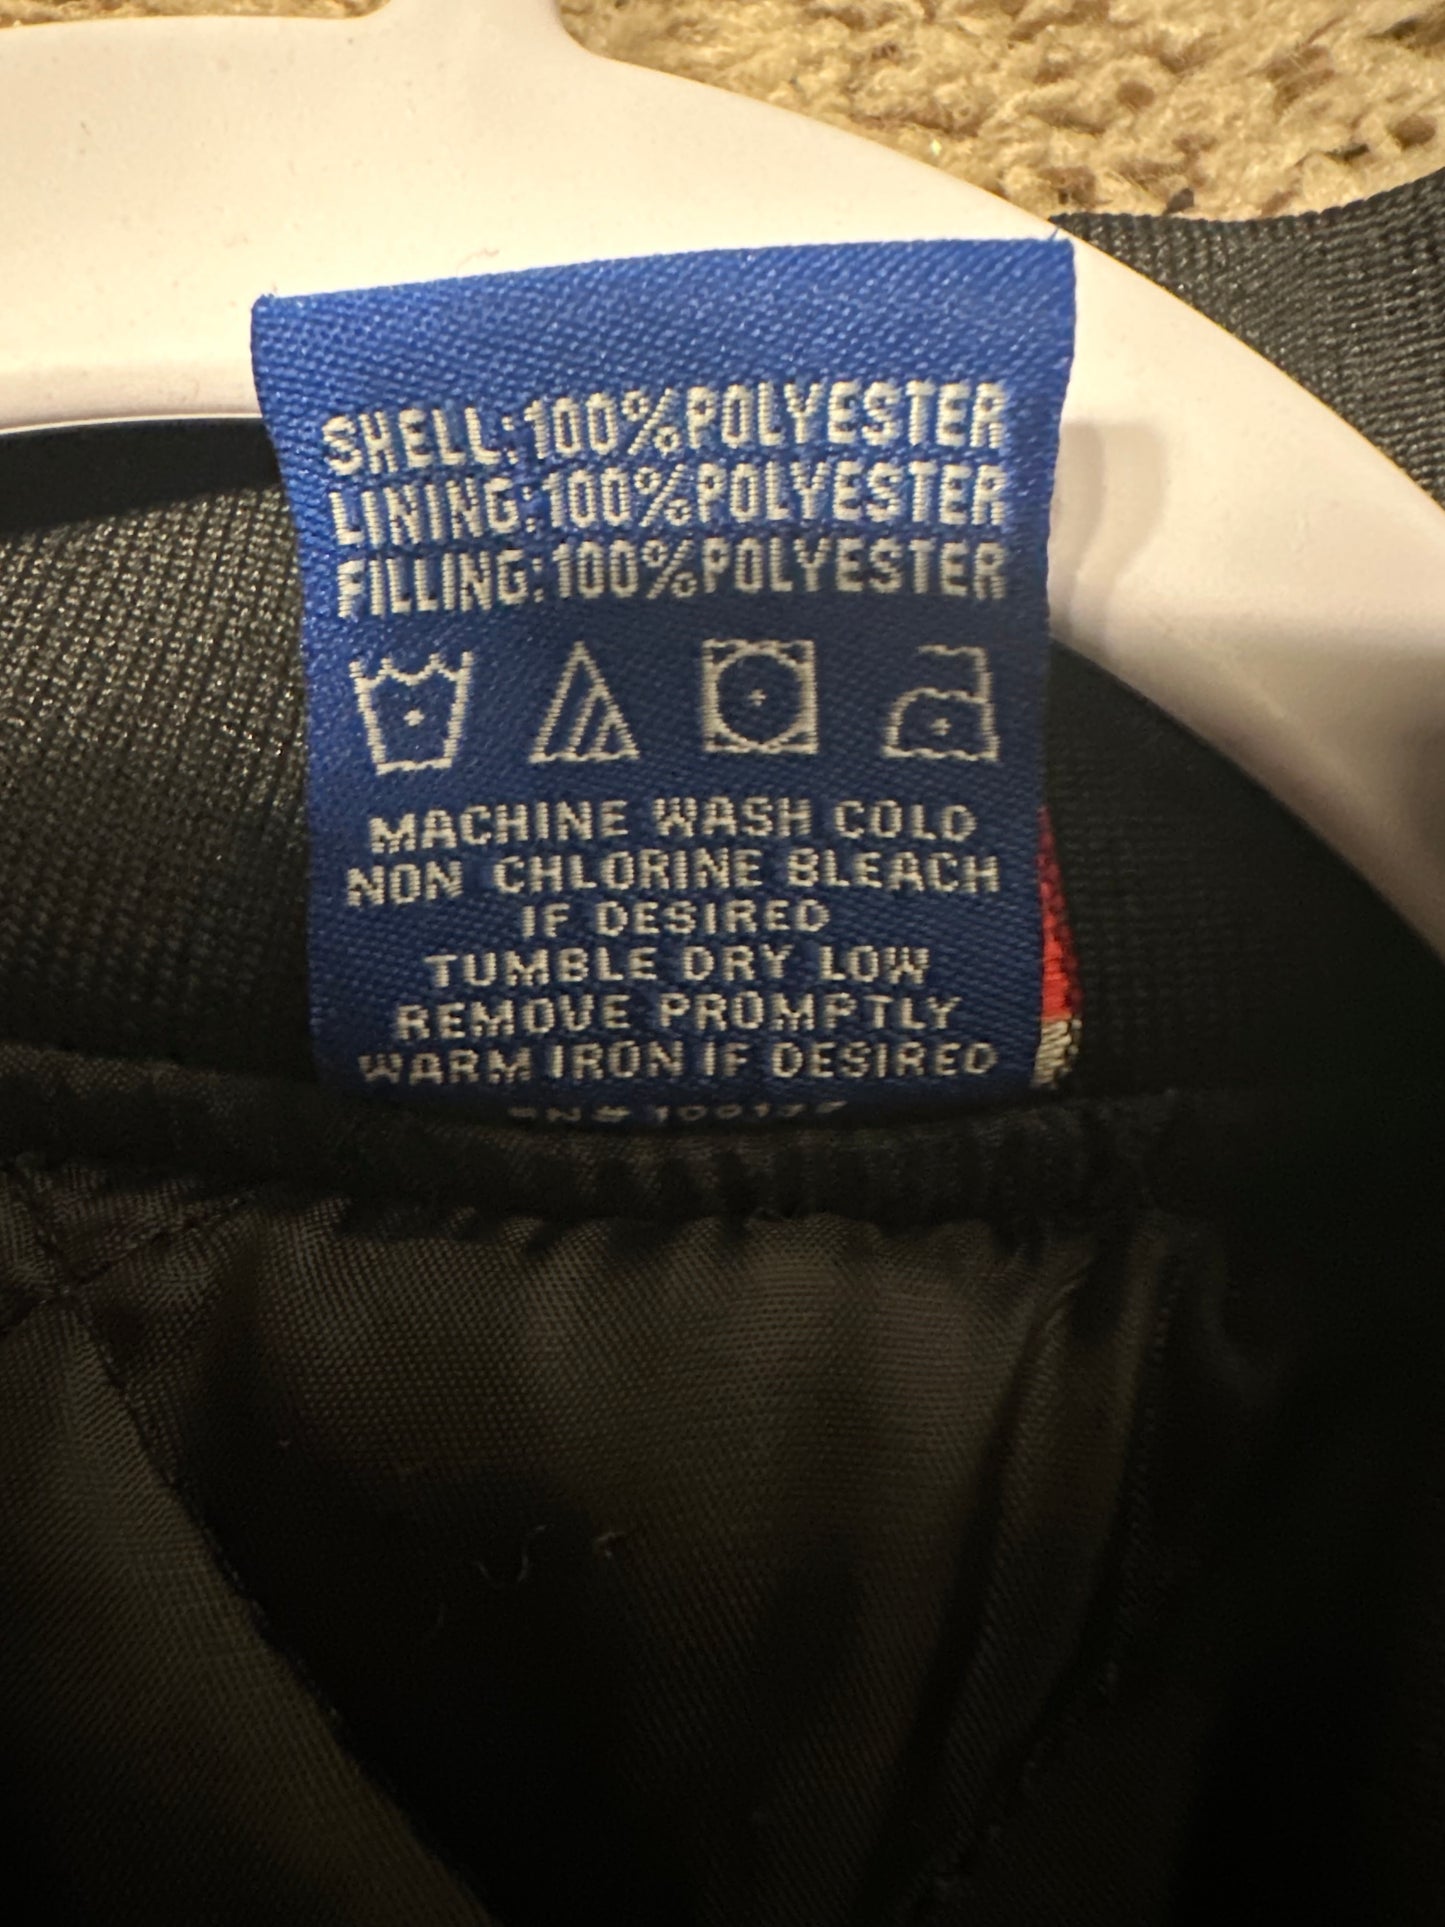 SHELL:100%POLYESTER
LINING:100%POLYESTER
FILLING:100%POLYESTER
MACHINE WASH COLD
NON CHLORINE BLEACH
IF DESIRED
TUMBLE DRY LOW
REMOVE PROMPTLY
WARM IRON IF DESIRED